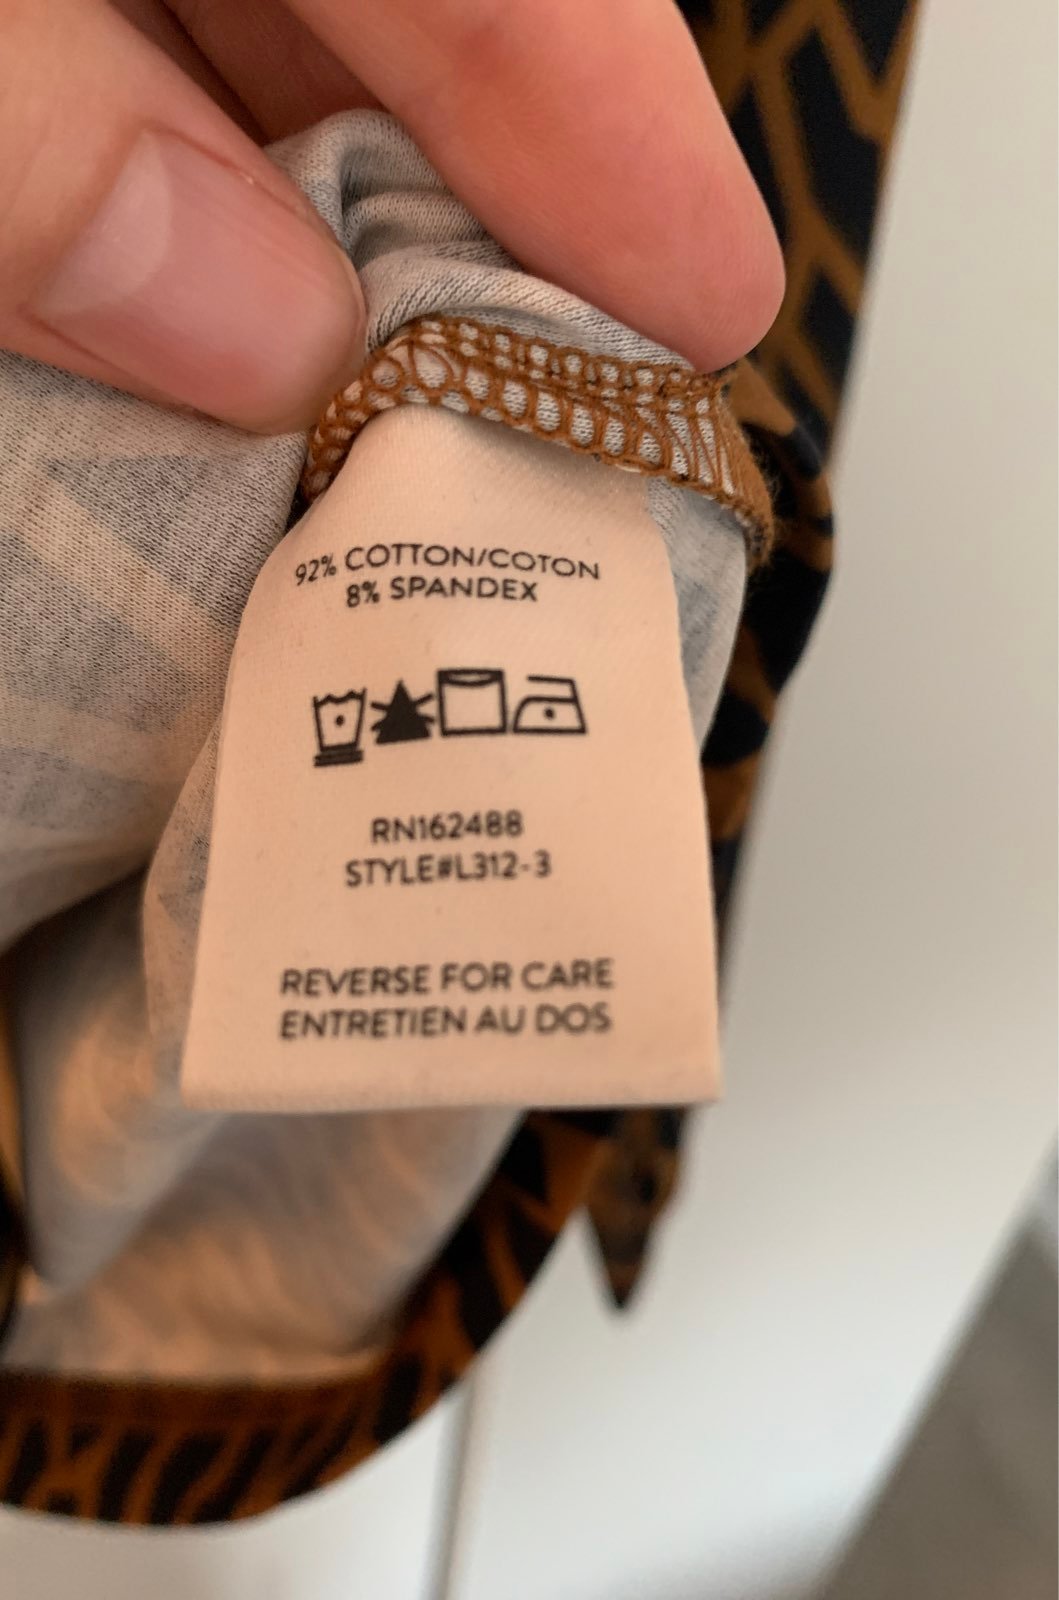 92% COTTON/COTON
8% SPANDEX
RN162488
STYLE#L312-3
REVERSE FOR CARE
ENTRETIEN AU DOS